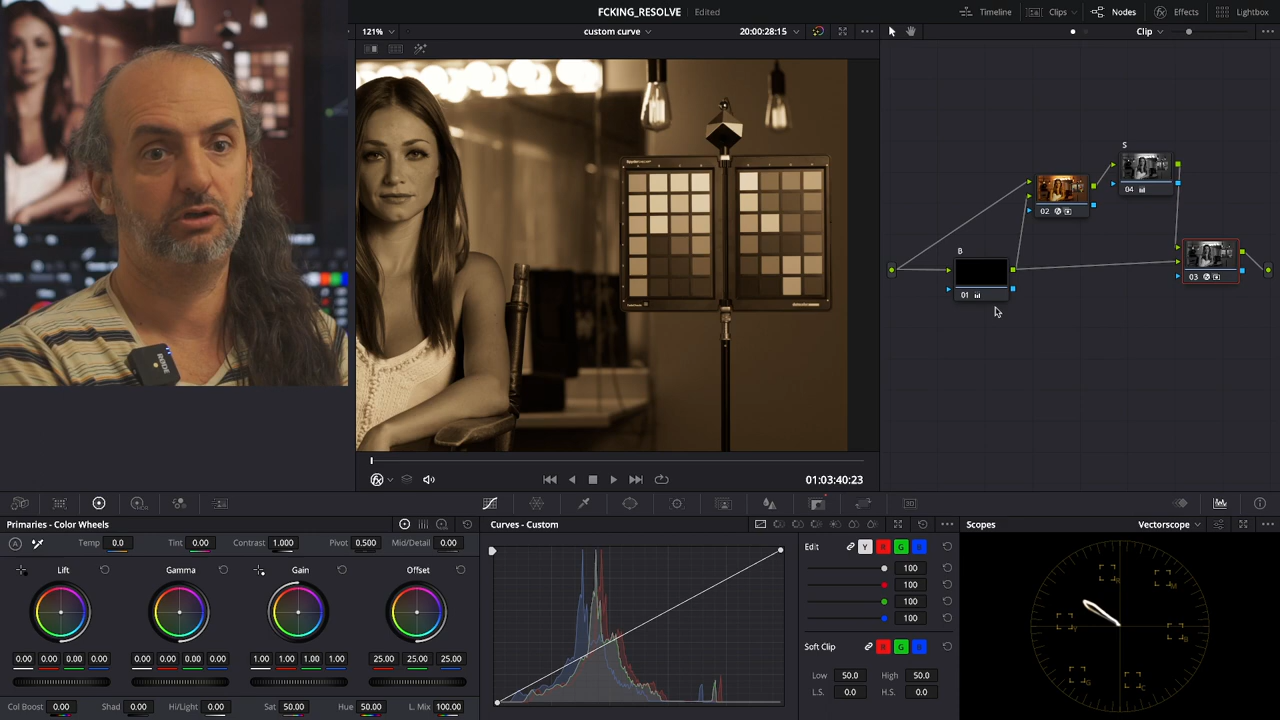 FCKING_RESOLVE Edited
Timeline Clips Nodes Effects Lightbox
121% custom curve 20:00:28:15 Clip
B
01
02
S
04
03
RODE
01:03:40:23
Primaries - Color Wheels
Temp 0.0 Tint 0.00 Contrast 1.000 Pivot 0.500 Mid/Detail 0.00
Lift Gamma Gain Offset
0.00 0.00 0.00 0.00 0.00 0.00 0.00 0.00 1.00 1.00 1.00 1.00 25.00 25.00 25.00
Col Boost 0.00 Shad 0.00 Hi/Light 0.00 Sat 50.00 Hue 50.00 L. Mix 100.00
Curves - Custom
Edit Y R G B
100
100
100
100
Soft Clip R G B
Low 50.0 High 50.0
L.S. 0.0 H.S. 0.0
Scopes Vectorscope
R
M
Y
B
G
C